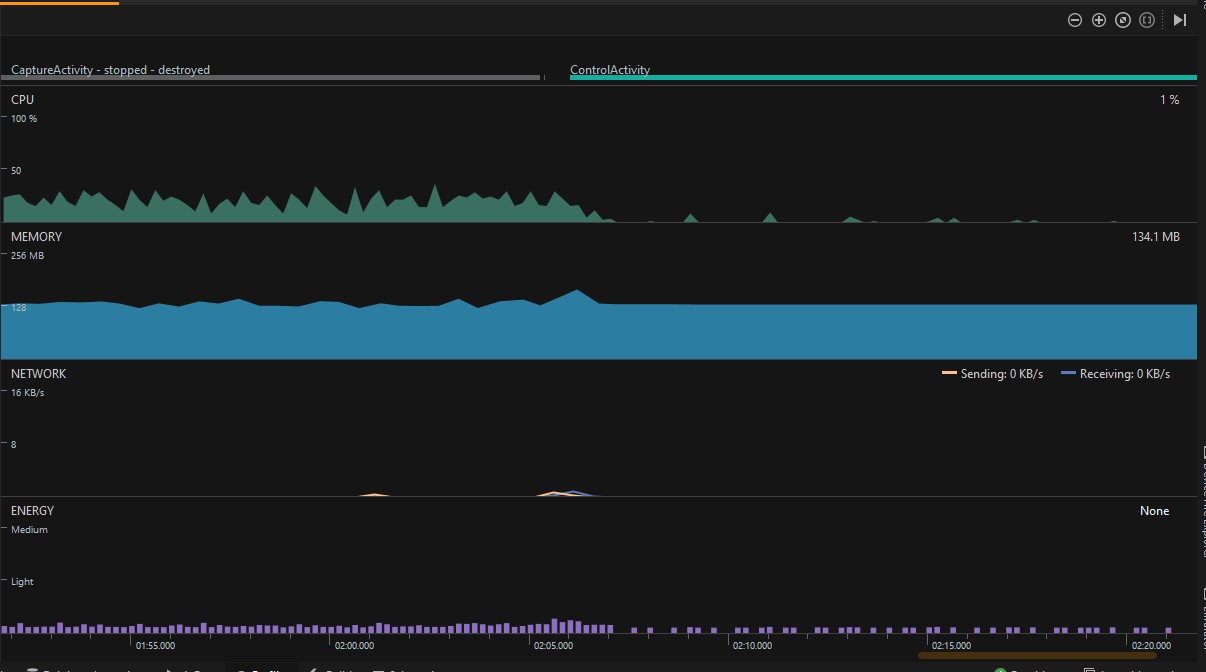 CaptureActivity - stopped - destroyed
ControlActivity
CPU
1 %
100 %
50
MEMORY
134.1 MB
256 MB
128
NETWORK
Sending: 0 KB/s
Receiving: 0 KB/s
16 KB/s
8
ENERGY
None
Medium
Light
01:55.000
02:00.000
02:05.000
02:10.000
02:15.000
02:20.000